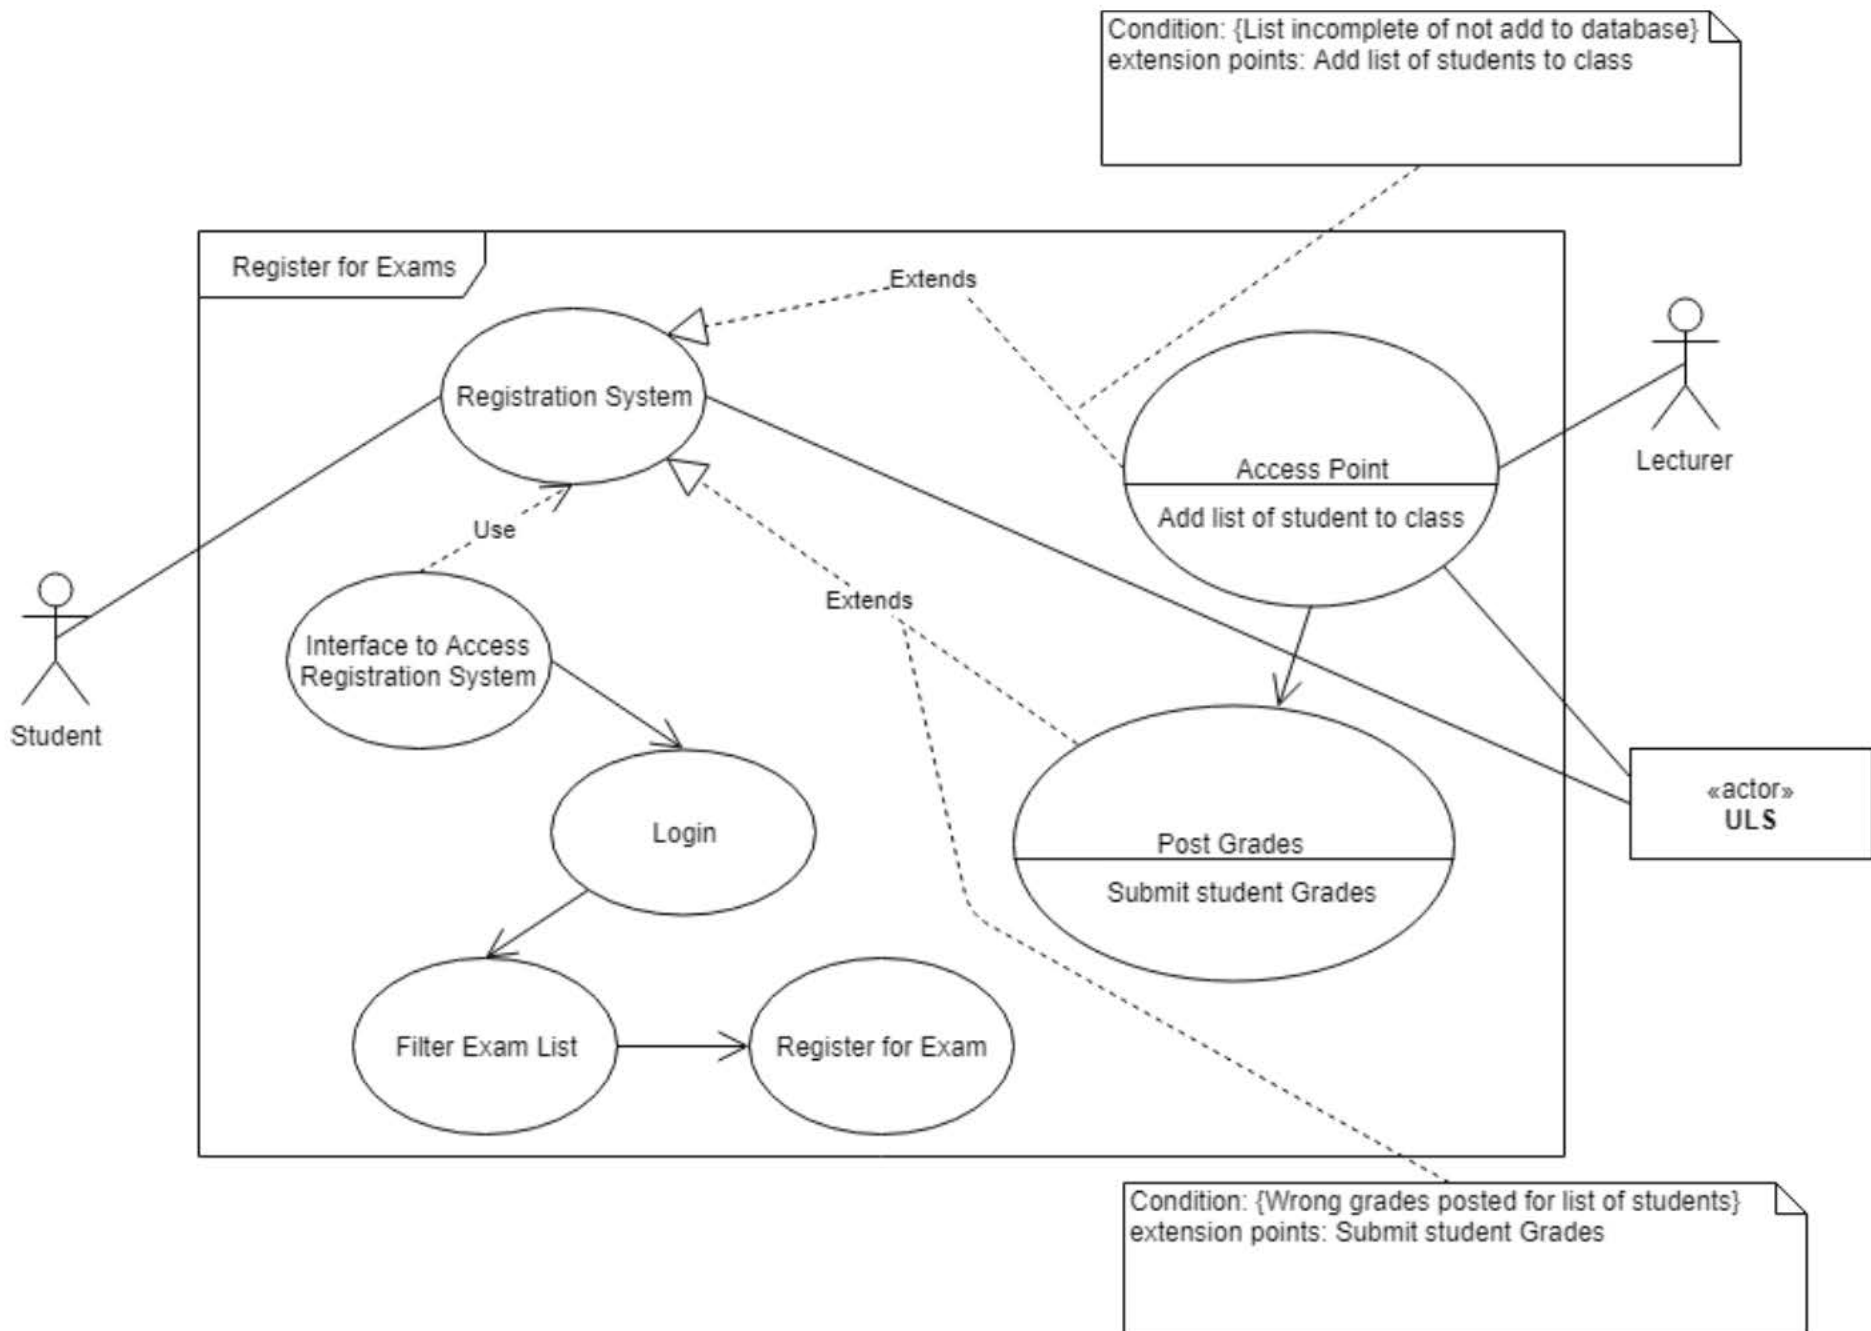 Condition: {List incomplete of not add to database}
extension points: Add list of students to class
Register for Exams
Extends
Registration System
Access Point
Add list of student to class
Lecturer
Use
Extends
Interface to Access
Registration System
Student
Login
«actor»
ULS
Post Grades
Submit student Grades
Filter Exam List
Register for Exam
Condition: {Wrong grades posted for list of students}
extension points: Submit student Grades